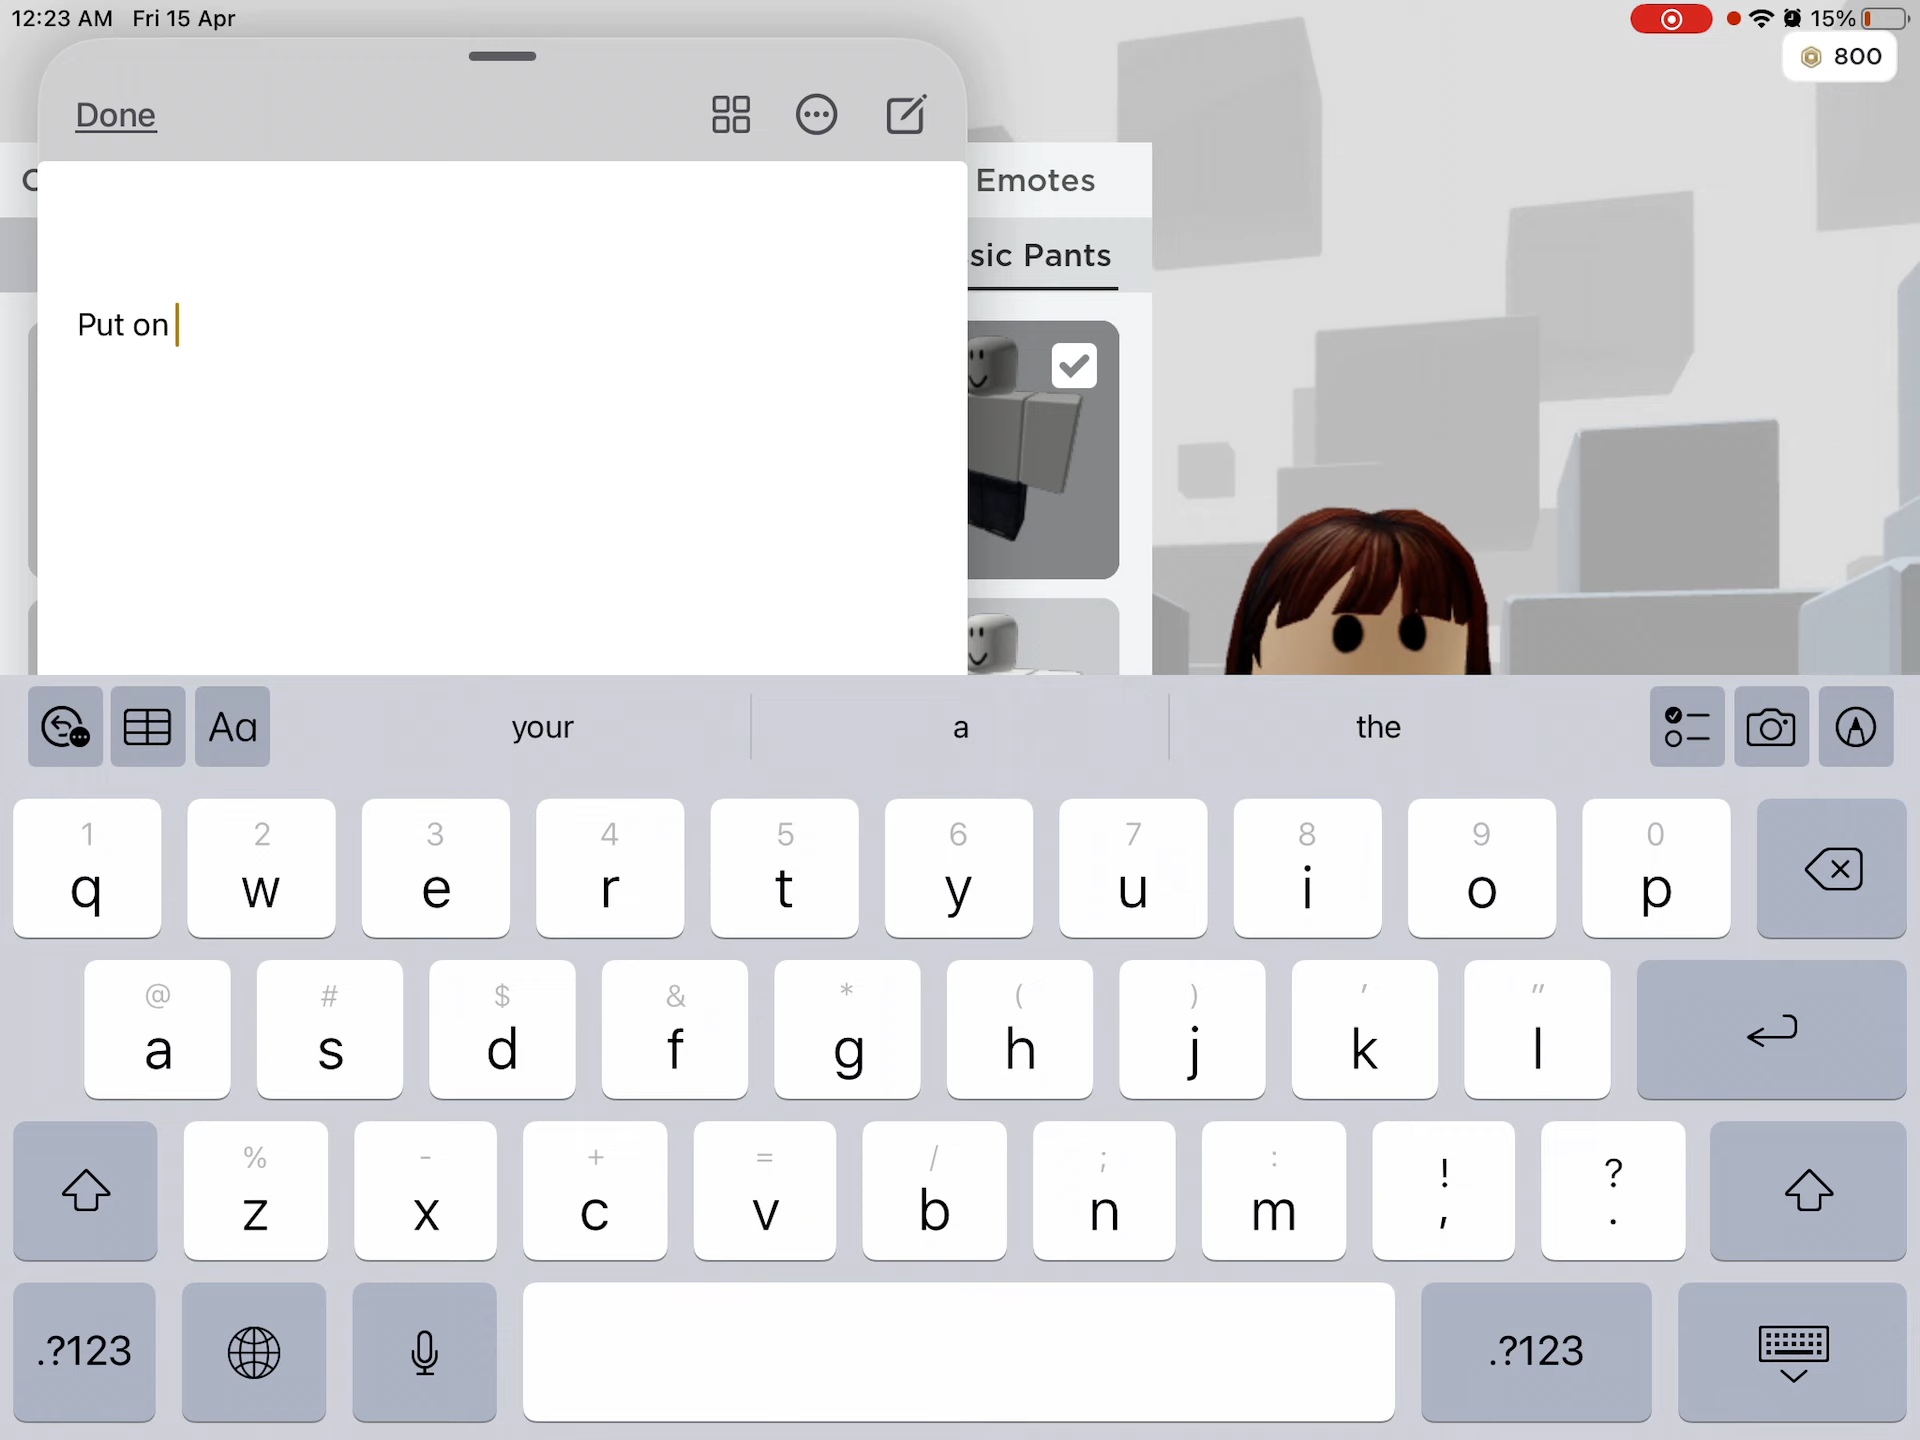 12:23 AM Fri 15 Apr
15%
800
Done
Emotes
sic Pants
Put on
Aa
your a the
1 2 3 4 5 6 7 8 9 0
q w e r t y u i o p
@ # $ & * ( ) ' "
a s d f g h j k l
% - + = / ; : ! ?
z x c v b n m , .
.?123 .?123